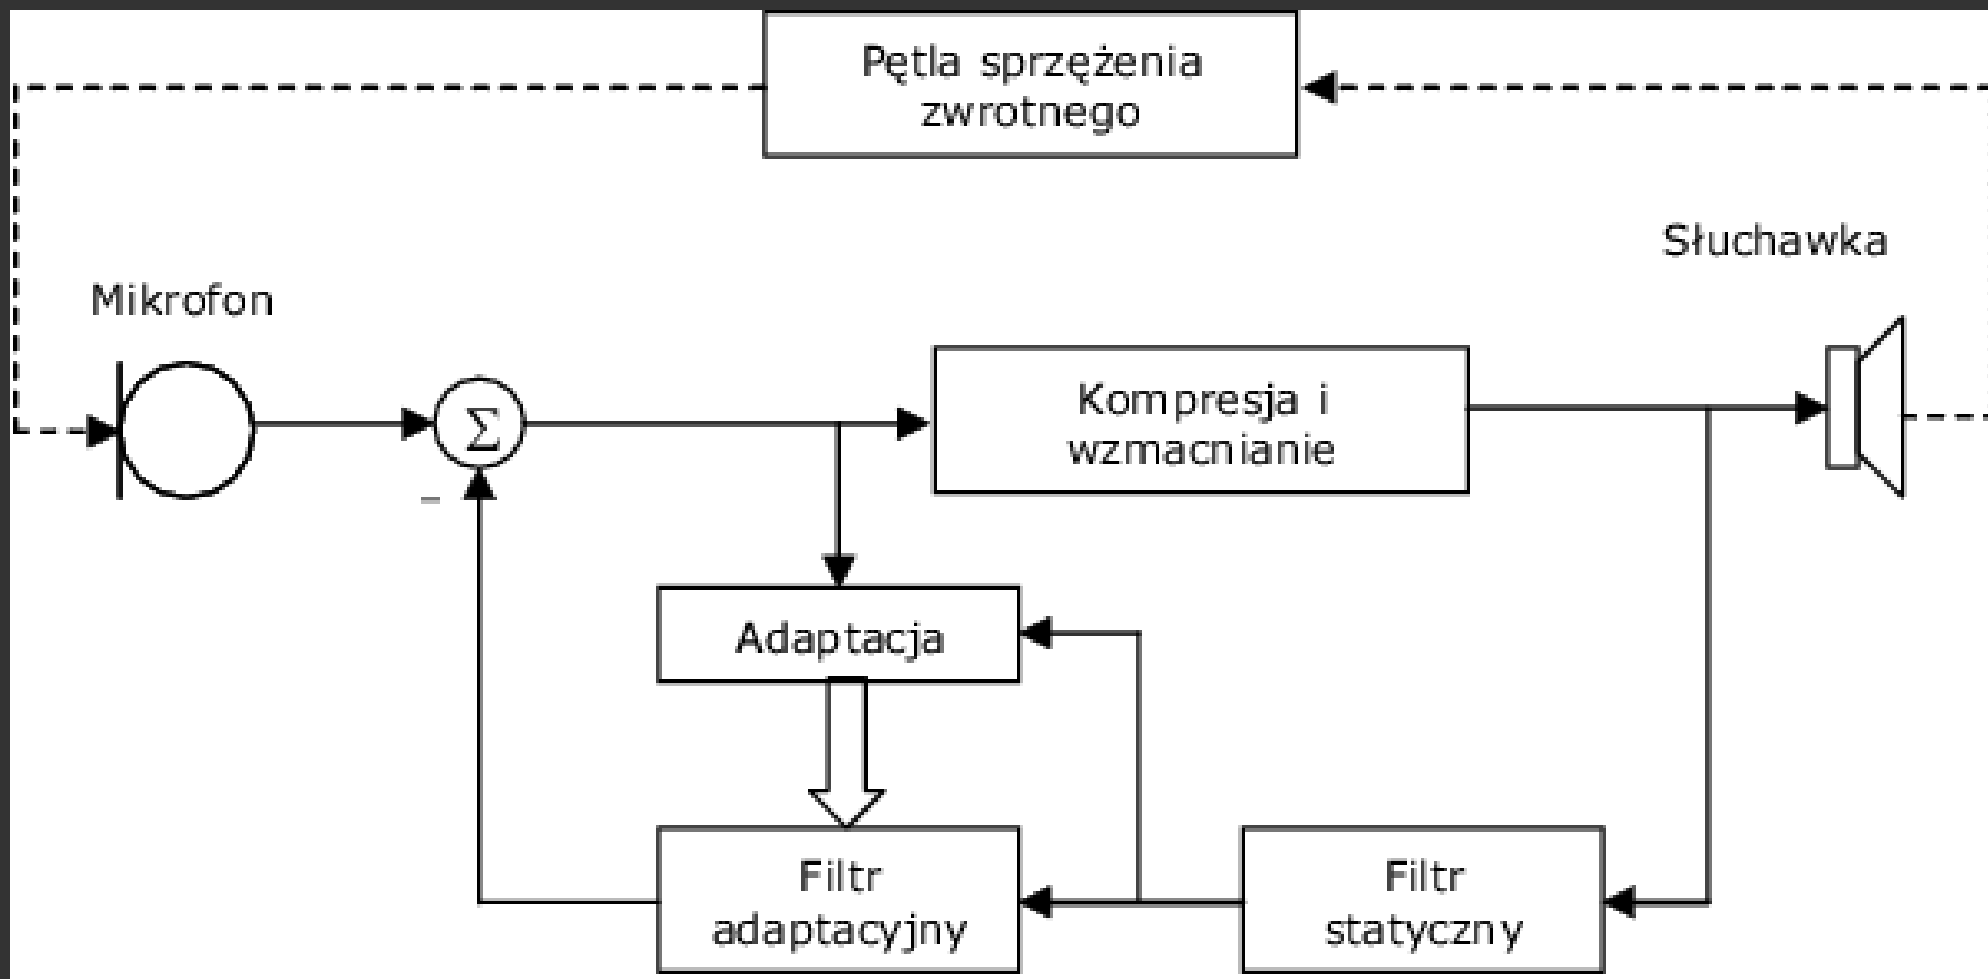 Pętla sprzężenia
zwrotnego
Słuchawka
Mikrofon
Kompresja i
wzmacnianie
Σ
–
Adaptacja
Filtr
adaptacyjny
Filtr
statyczny